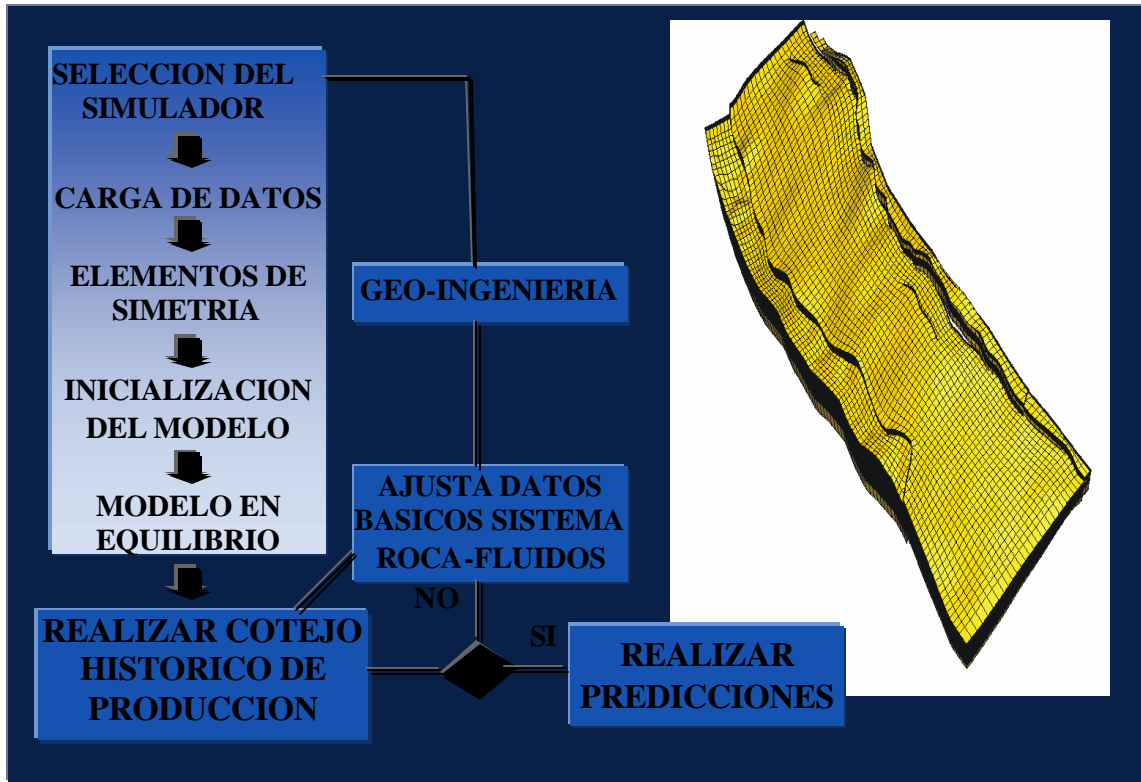 SELECCION DEL
SIMULADOR
CARGA DE DATOS
ELEMENTOS DE
SIMETRIA
INICIALIZACION
DEL MODELO
MODELO EN
EQUILIBRIO
REALIZAR COTEJO
HISTORICO DE
PRODUCCION
GEO-INGENIERIA
AJUSTA DATOS
BASICOS SISTEMA
ROCA-FLUIDOS
NO
SI
REALIZAR
PREDICCIONES